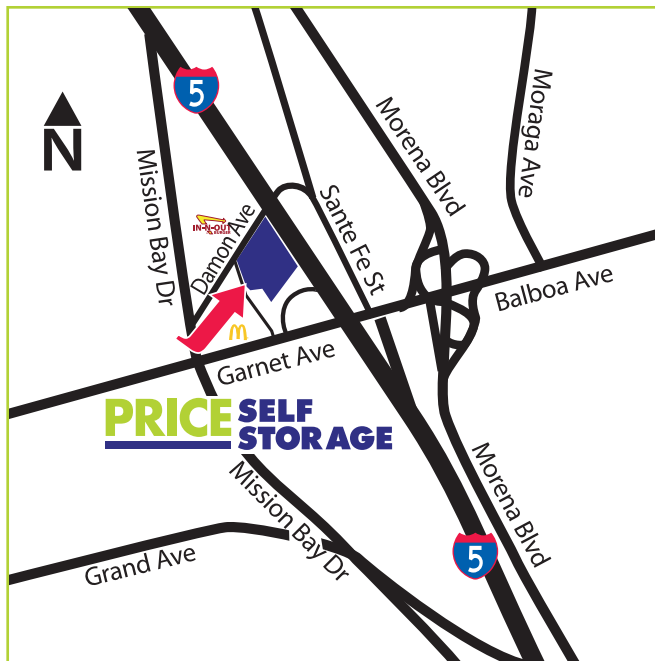 5
N
Mission Bay Dr
Morena Blvd
Moraga Ave
IN-N-OUT
BURGER
Damon Ave
Sante Fe St
Balboa Ave
Garnet Ave
PRICE SELF
STORAGE
Mission Bay Dr
Morena Blvd
Grand Ave
5